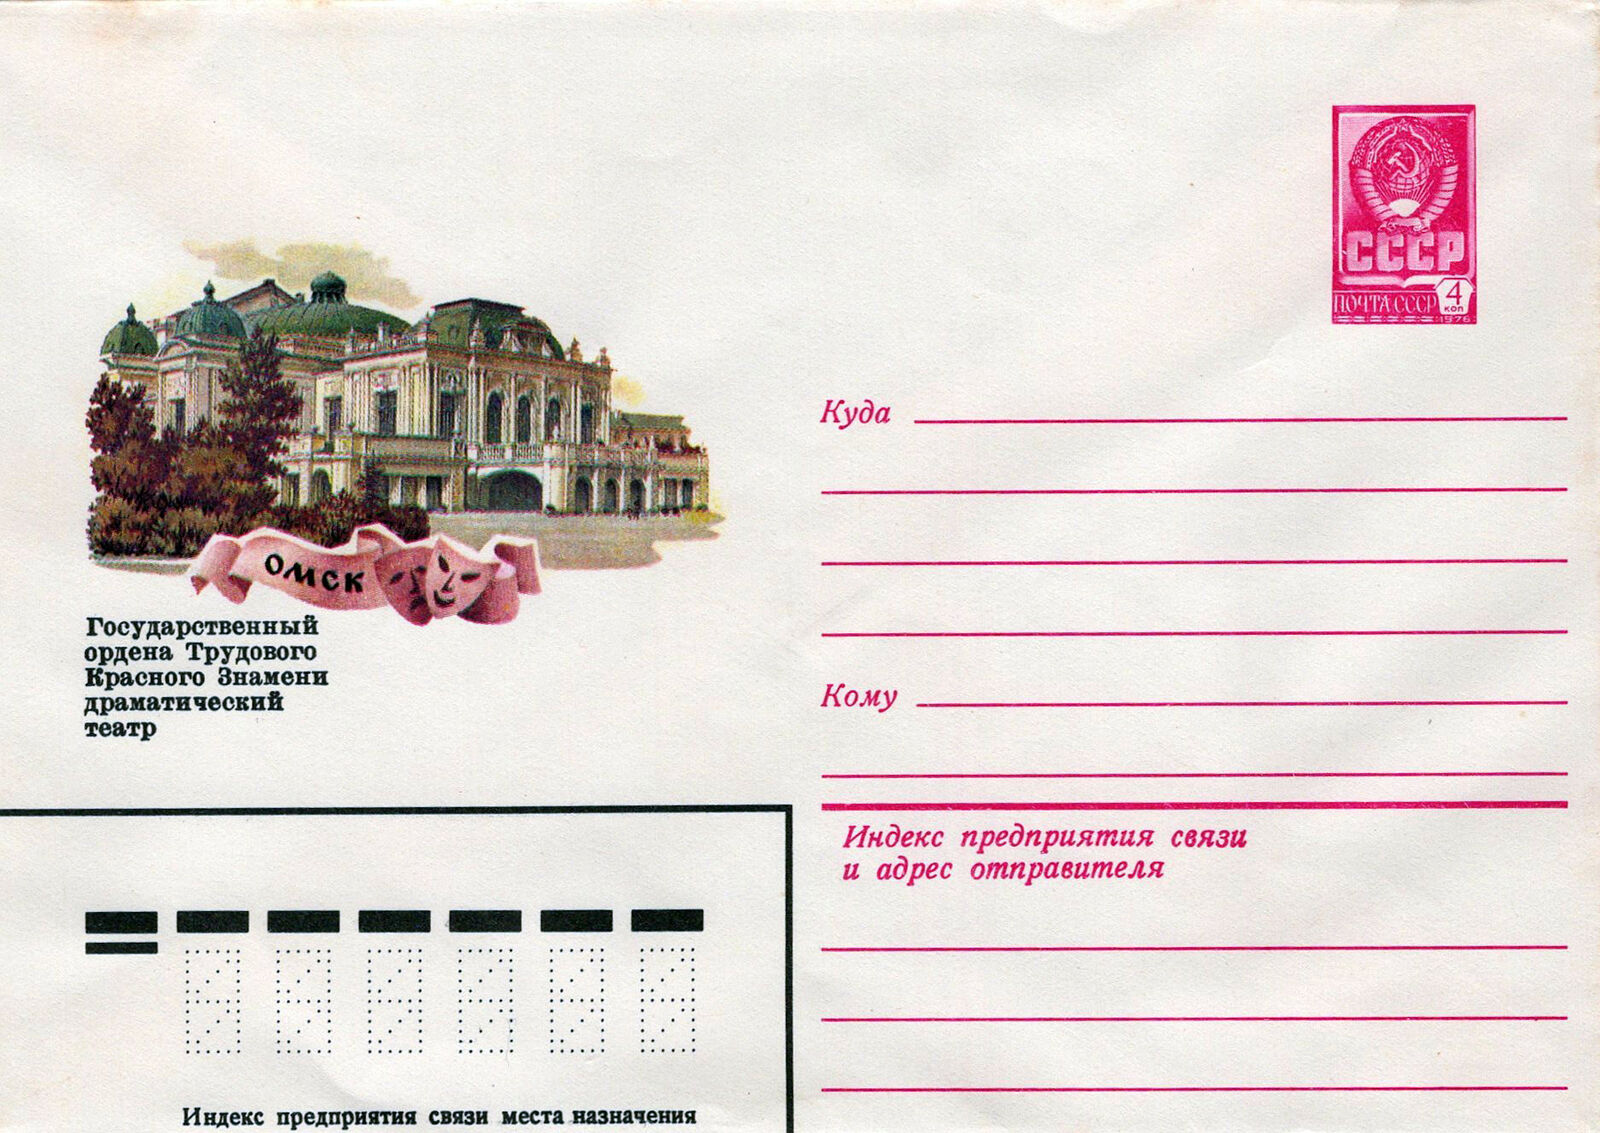 СССР
ПОЧТА СССР
4
КОП
1976
Куда
Кому
ОМСК
Государственный
ордена Трудового
Красного Знамени
драматический
театр
Индекс предприятия связи
и адрес отправителя
Индекс предприятия связи места назначения